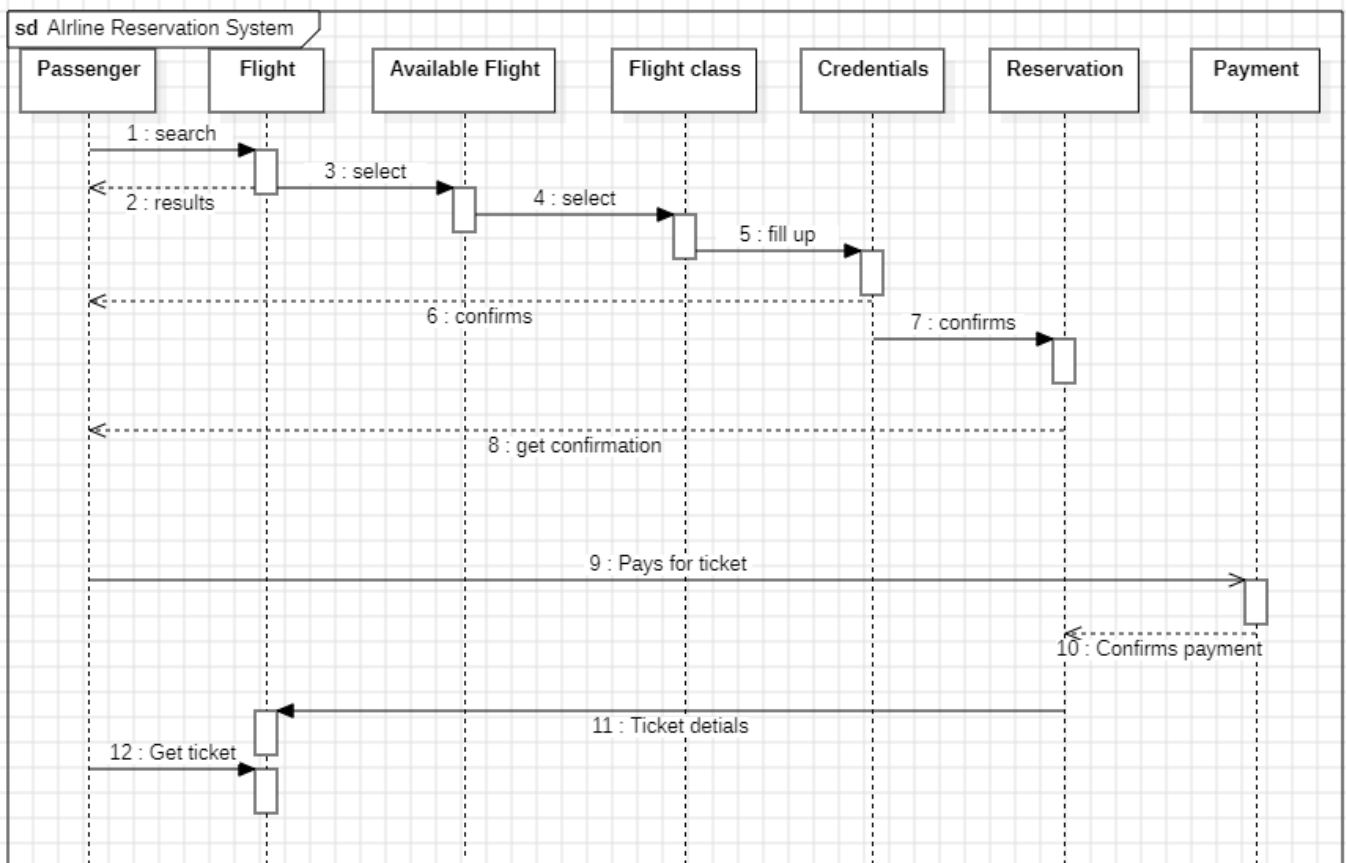 sd AIrline Reservation System
Passenger
Flight
Available Flight
Flight class
Credentials
Reservation
Payment
1 : search
3 : select
2 : results
4 : select
5 : fill up
6 : confirms
7 : confirms
8 : get confirmation
9 : Pays for ticket
10 : Confirms payment
11 : Ticket detials
12 : Get ticket